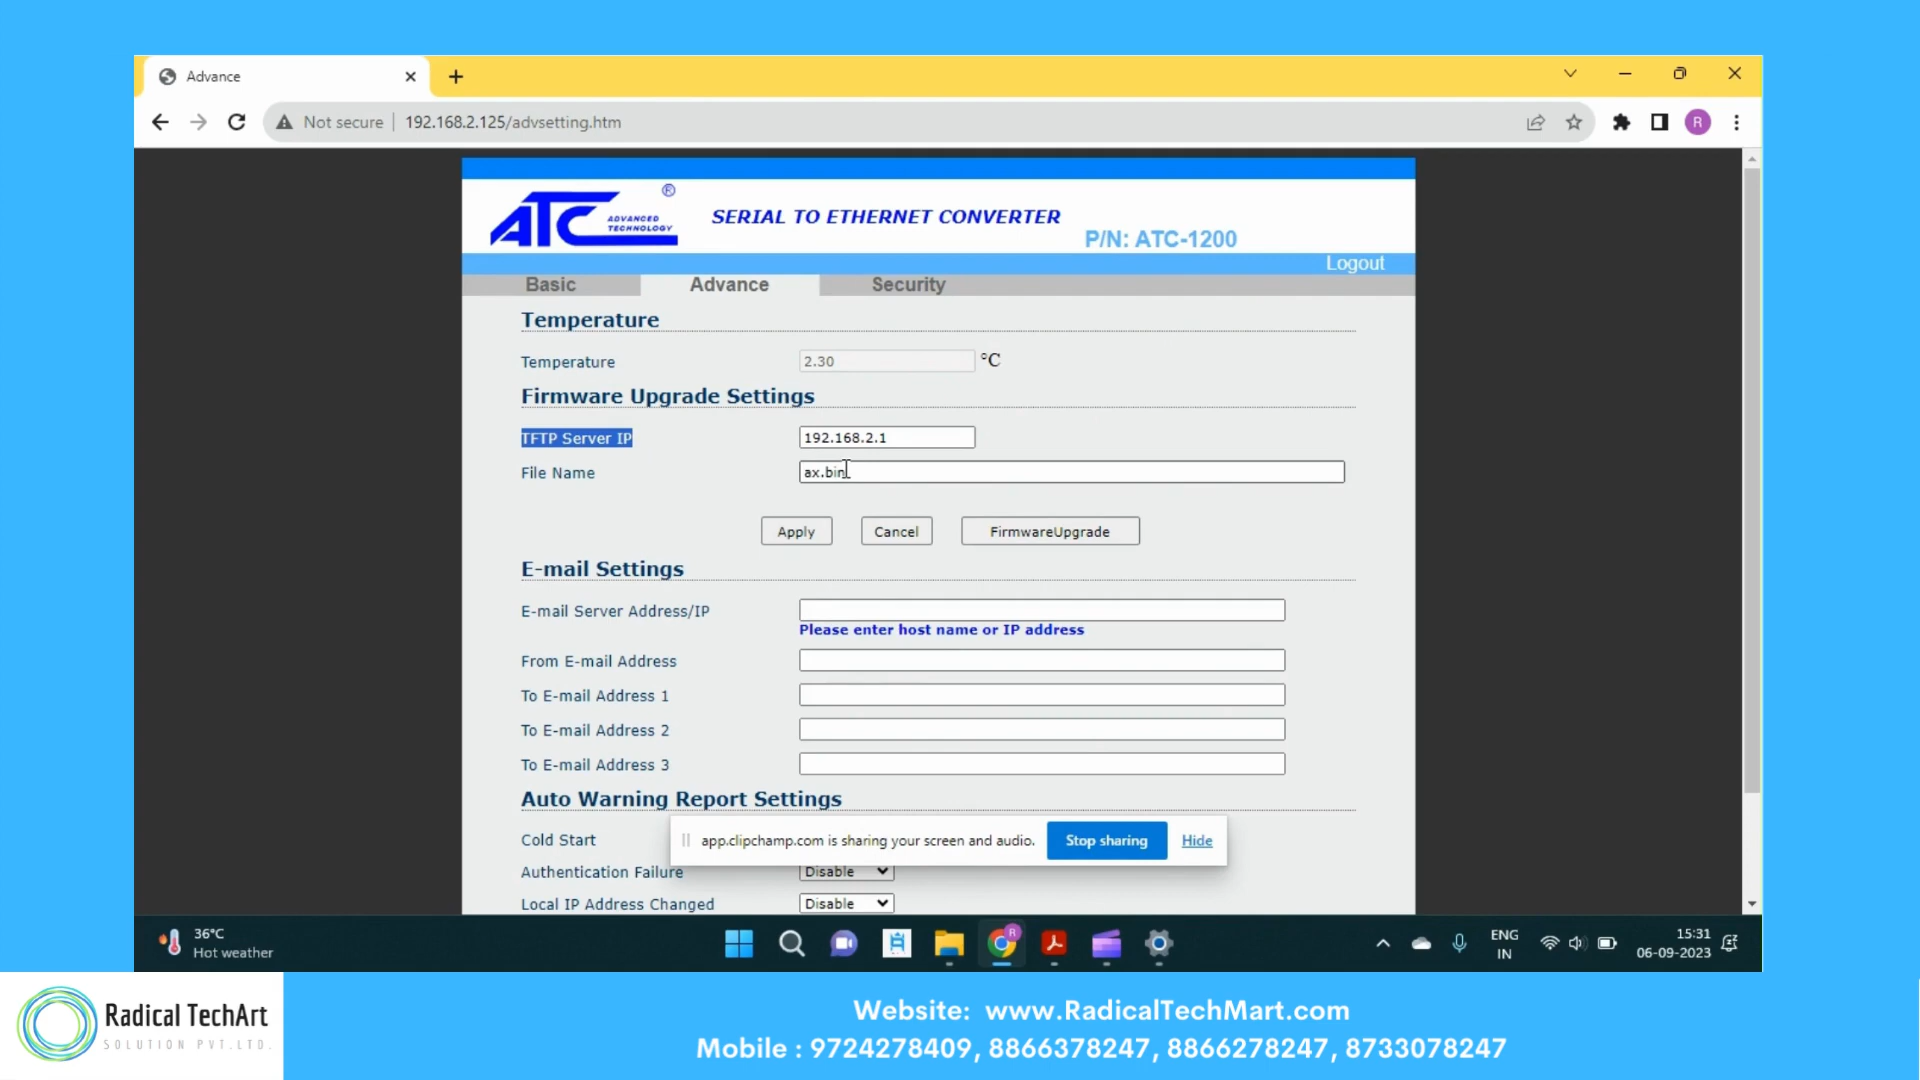 Advance
Not secure | 192.168.2.125/advsetting.htm
R
ATC ®
ADVANCED
TECHNOLOGY
SERIAL TO ETHERNET CONVERTER
P/N: ATC-1200
Logout
Basic Advance Security
Temperature
Temperature 2.30 °C
Firmware Upgrade Settings
TFTP Server IP 192.168.2.1
File Name ax.bin
Apply Cancel FirmwareUpgrade
E-mail Settings
E-mail Server Address/IP
Please enter host name or IP address
From E-mail Address
To E-mail Address 1
To E-mail Address 2
To E-mail Address 3
Auto Warning Report Settings
Cold Start
app.clipchamp.com is sharing your screen and audio. Stop sharing Hide
Authentication Failure Disable
Local IP Address Changed Disable
36°C
Hot weather
R
ENG
IN
15:31
06-09-2023
Radical TechArt
SOLUTION PVT.LTD.
Website: www.RadicalTechMart.com
Mobile : 9724278409, 8866378247, 8866278247, 8733078247